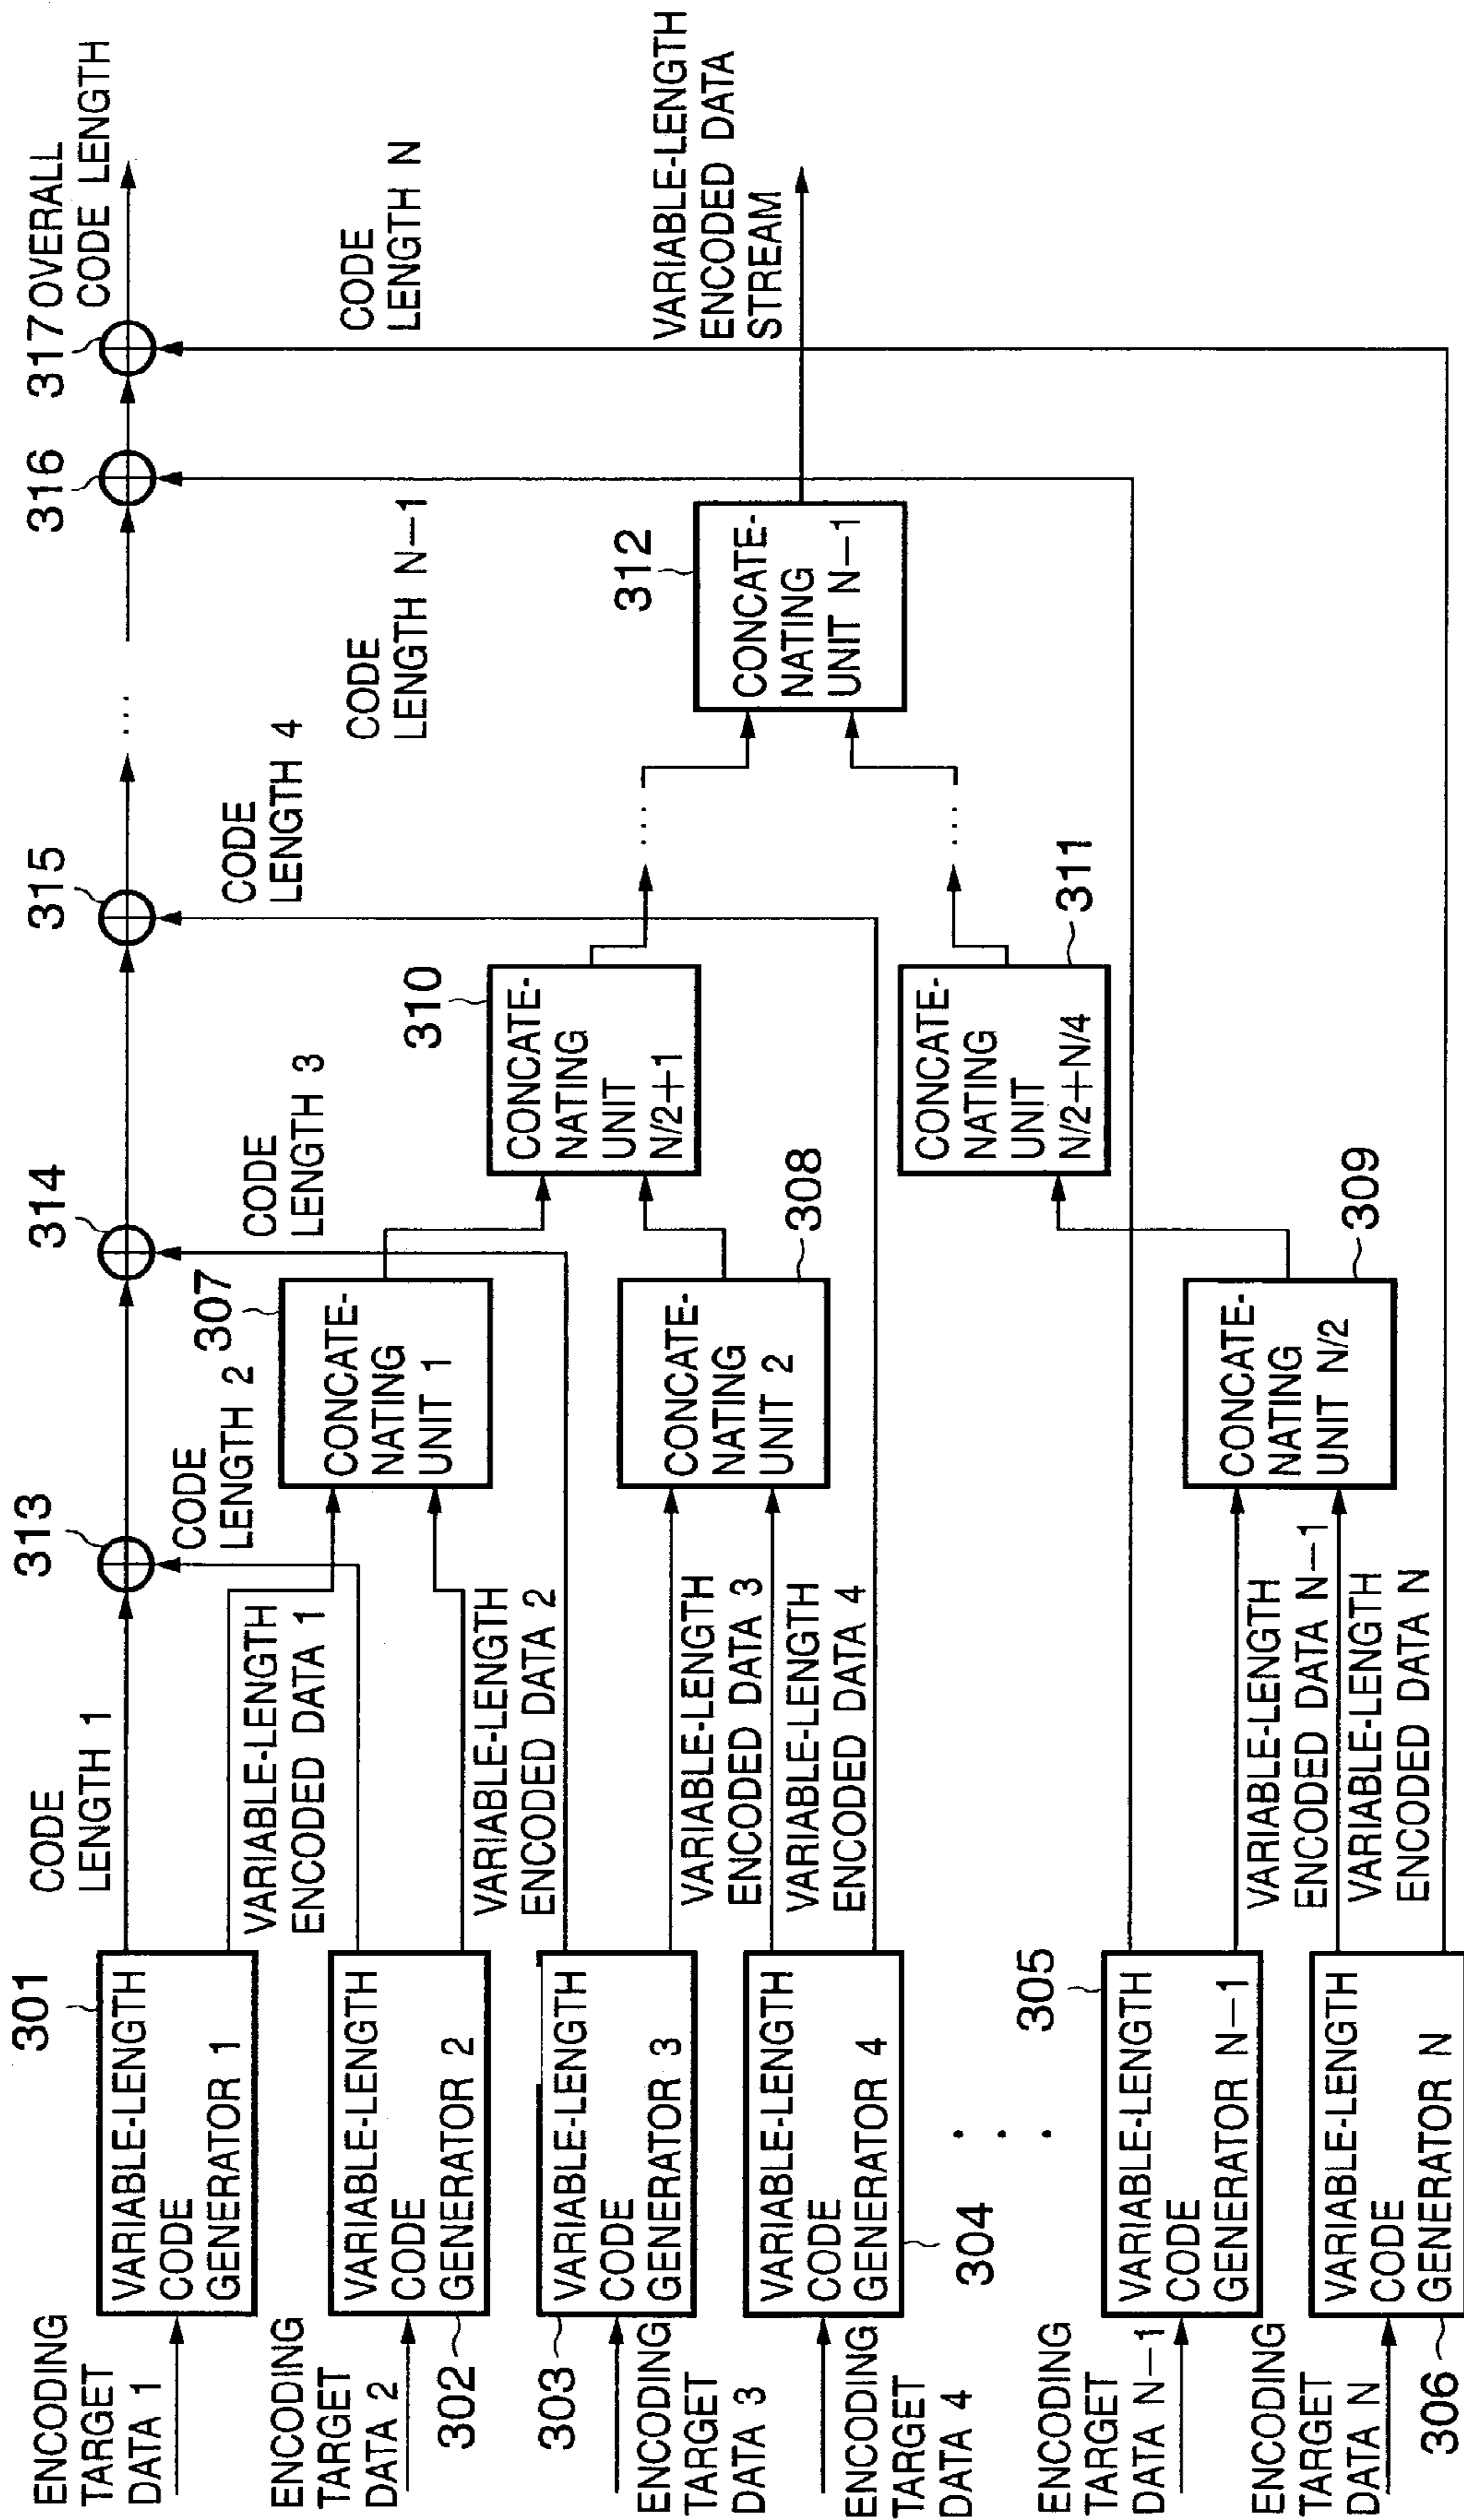 ENCODING
TARGET
DATA 1
301
VARIABLE-LENGTH
CODE
GENERATOR 1
CODE
LENGTH 1
VARIABLE-LENGTH
ENCODED DATA 1
313
314
315
...
316
317
OVERALL
CODE LENGTH
ENCODING
TARGET
DATA 2
302
VARIABLE-LENGTH
CODE
GENERATOR 2
CODE
LENGTH 2
VARIABLE-LENGTH
ENCODED DATA 2
307
CONCATE-
NATING
UNIT 1
CODE
LENGTH 3
CODE
LENGTH 4
CODE
LENGTH N-1
CODE
LENGTH N
303
ENCODING
TARGET
DATA 3
VARIABLE-LENGTH
CODE
GENERATOR 3
VARIABLE-LENGTH
ENCODED DATA 3
308
CONCATE-
NATING
UNIT 2
310
CONCATE-
NATING
UNIT
N/2+1
...
312
CONCATE-
NATING
UNIT N-1
VARIABLE-LENGTH
ENCODED DATA
STREAM
ENCODING
TARGET
DATA 4
VARIABLE-LENGTH
CODE
GENERATOR 4
304
VARIABLE-LENGTH
ENCODED DATA 4
CONCATE-
NATING
UNIT
N/2+N/4
311
...
. . .
ENCODING
TARGET
DATA N-1
305
VARIABLE-LENGTH
CODE
GENERATOR N-1
VARIABLE-LENGTH
ENCODED DATA N-1
CONCATE-
NATING
UNIT N/2
309
ENCODING
TARGET
DATA N
306
VARIABLE-LENGTH
CODE
GENERATOR N
VARIABLE-LENGTH
ENCODED DATA N